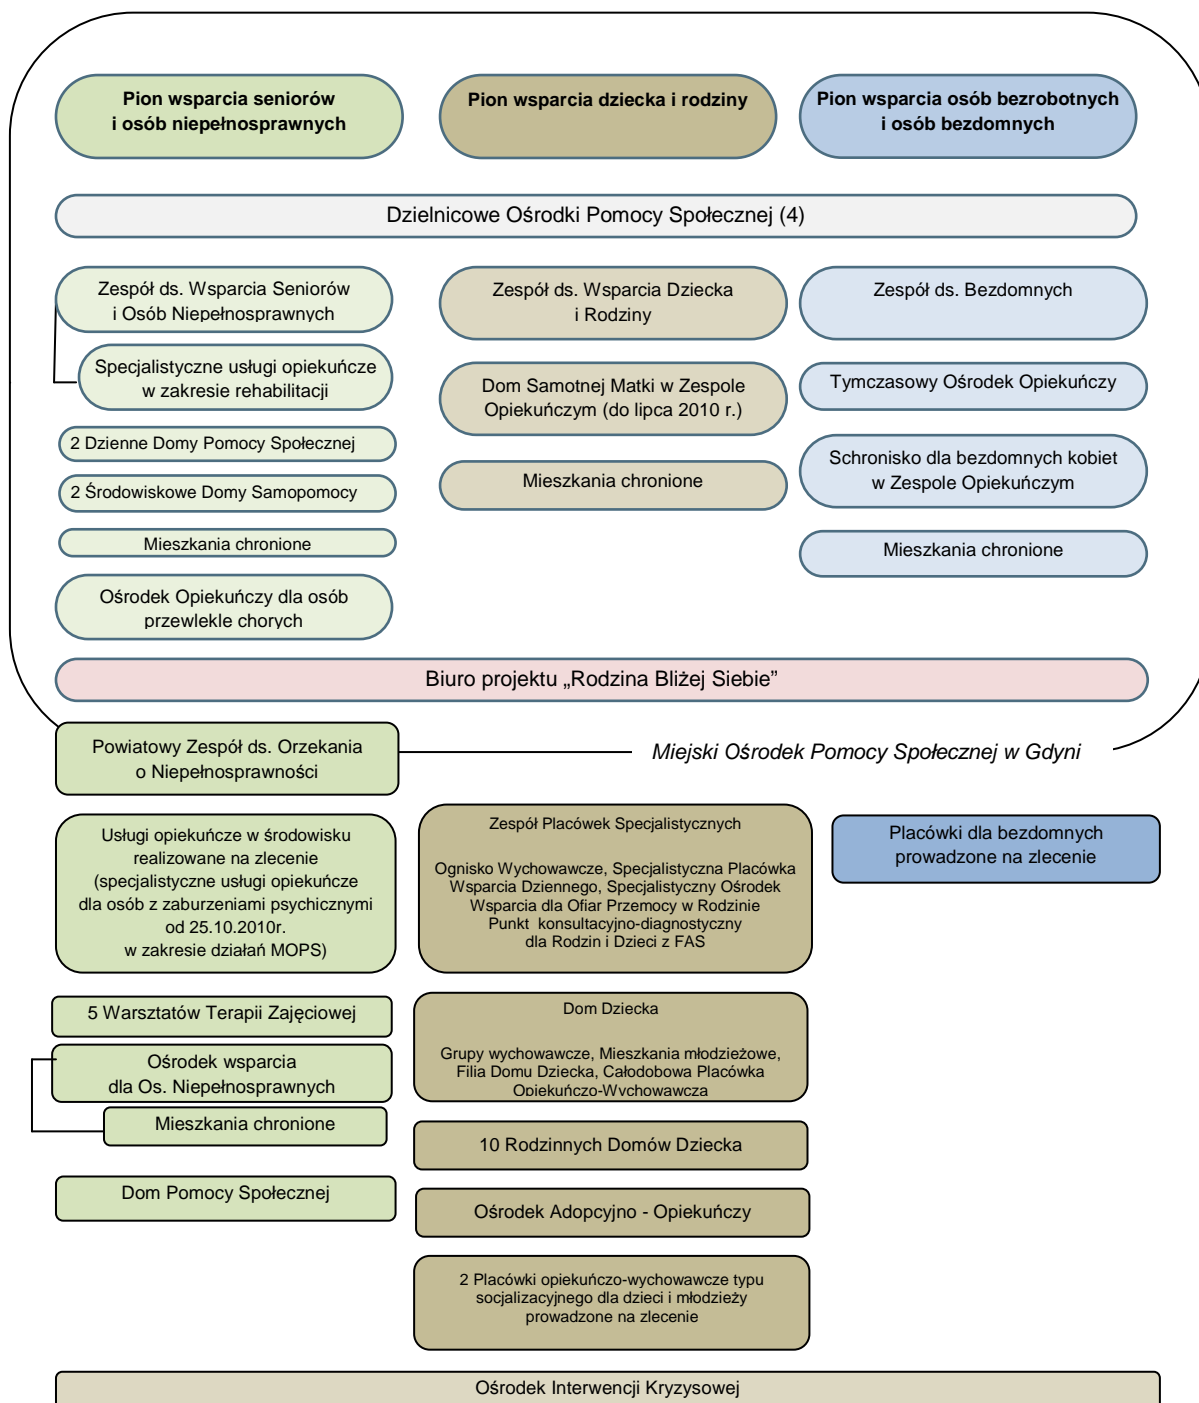 Pion wsparcia seniorów
i osób niepełnosprawnych
Pion wsparcia dziecka i rodziny
Pion wsparcia osób bezrobotnych
i osób bezdomnych
Dzielnicowe Ośrodki Pomocy Społecznej (4)
Zespół ds. Wsparcia Seniorów
i Osób Niepełnosprawnych
Specjalistyczne usługi opiekuńcze
w zakresie rehabilitacji
2 Dzienne Domy Pomocy Społecznej
2 Środowiskowe Domy Samopomocy
Mieszkania chronione
Ośrodek Opiekuńczy dla osób
przewlekle chorych
Zespół ds. Wsparcia Dziecka
i Rodziny
Dom Samotnej Matki w Zespole
Opiekuńczym (do lipca 2010 r.)
Mieszkania chronione
Zespół ds. Bezdomnych
Tymczasowy Ośrodek Opiekuńczy
Schronisko dla bezdomnych kobiet
w Zespole Opiekuńczym
Mieszkania chronione
Biuro projektu „Rodzina Bliżej Siebie”
Powiatowy Zespół ds. Orzekania
o Niepełnosprawności
Miejski Ośrodek Pomocy Społecznej w Gdyni
Usługi opiekuńcze w środowisku
realizowane na zlecenie
(specjalistyczne usługi opiekuńcze
dla osób z zaburzeniami psychicznymi
od 25.10.2010r.
w zakresie działań MOPS)
5 Warsztatów Terapii Zajęciowej
Ośrodek wsparcia
dla Os. Niepełnosprawnych
Mieszkania chronione
Dom Pomocy Społecznej
Zespół Placówek Specjalistycznych
Ognisko Wychowawcze, Specjalistyczna Placówka
Wsparcia Dziennego, Specjalistyczny Ośrodek
Wsparcia dla Ofiar Przemocy w Rodzinie
Punkt konsultacyjno-diagnostyczny
dla Rodzin i Dzieci z FAS
Dom Dziecka
Grupy wychowawcze, Mieszkania młodzieżowe,
Filia Domu Dziecka, Całodobowa Placówka
Opiekuńczo-Wychowawcza
10 Rodzinnych Domów Dziecka
Ośrodek Adopcyjno - Opiekuńczy
2 Placówki opiekuńczo-wychowawcze typu
socjalizacyjnego dla dzieci i młodzieży
prowadzone na zlecenie
Placówki dla bezdomnych
prowadzone na zlecenie
Ośrodek Interwencji Kryzysowej